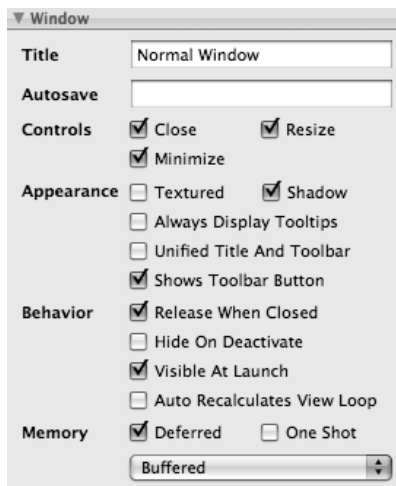 Window
Title Normal Window
Autosave
Controls Close Resize
Minimize
Appearance Textured Shadow
Always Display Tooltips
Unified Title And Toolbar
Shows Toolbar Button
Behavior Release When Closed
Hide On Deactivate
Visible At Launch
Auto Recalculates View Loop
Memory Deferred One Shot
Buffered